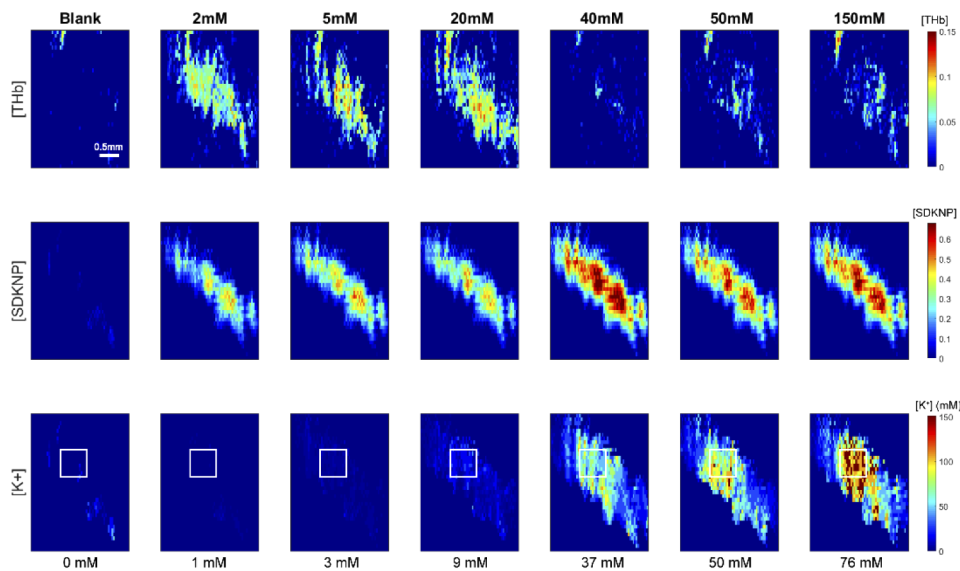 Blank 2mM 5mM 20mM 40mM 50mM 150mM
[THb]
[THb]
0.15
0.1
0.05
0
0.5mm
[SDKNP]
[SDKNP]
0.6
0.5
0.4
0.3
0.2
0.1
0
[K+]
[K⁺] (mM)
150
100
50
0
0 mM 1 mM 3 mM 9 mM 37 mM 50 mM 76 mM